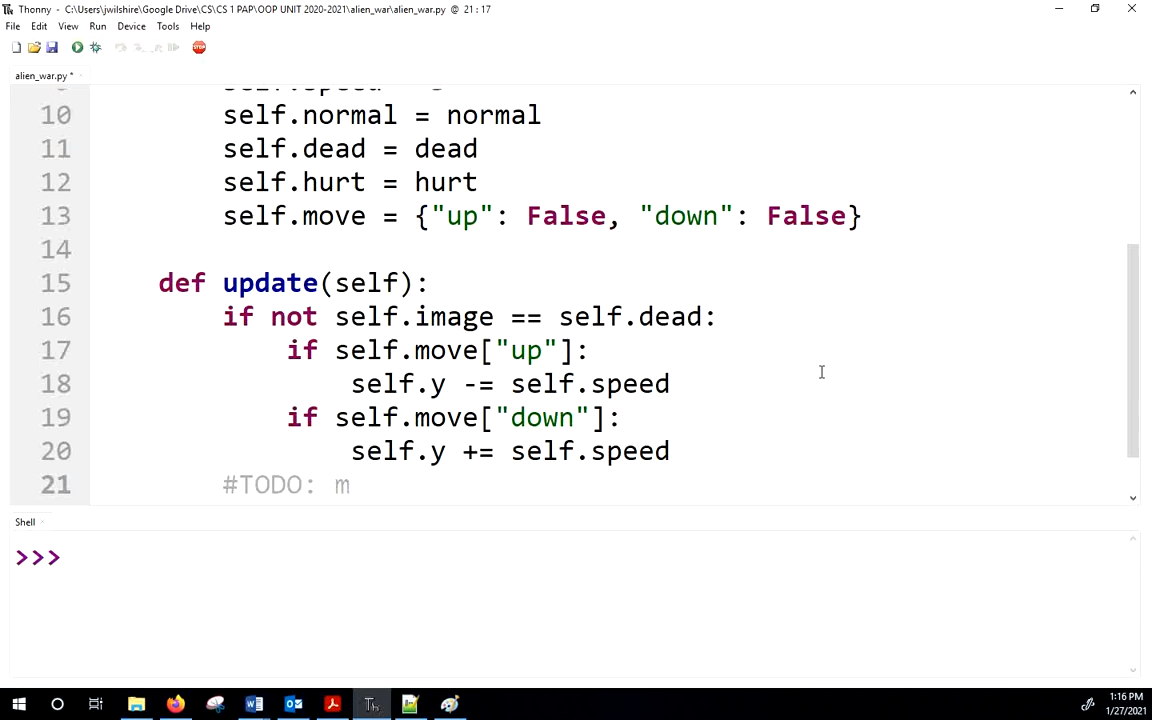 Thonny - C:\Users\jwilshire\Google Drive\CS\CS 1 PAP\OOP UNIT 2020-2021\alien_war\alien_war.py @ 21 : 17
File Edit View Run Device Tools Help
STOP
alien_war.py *
10 self.normal = normal
11 self.dead = dead
12 self.hurt = hurt
13 self.move = {"up": False, "down": False}
14
15 def update(self):
16 if not self.image == self.dead:
17 if self.move["up"]:
18 self.y -= self.speed
19 if self.move["down"]:
20 self.y += self.speed
21 #TODO: m
Shell
>>>
1:16 PM
1/27/2021